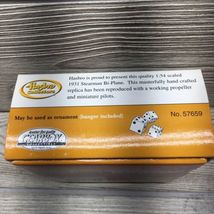 Hasbro
Hasbro is proud to present this quality 1:54 scaled
1931 Stearman Bi-Plane. This masterfully hand crafted
replica has been reproduced with a working propeller
and miniature pilots.
May be used as ornament (hanger included)
No. 57659